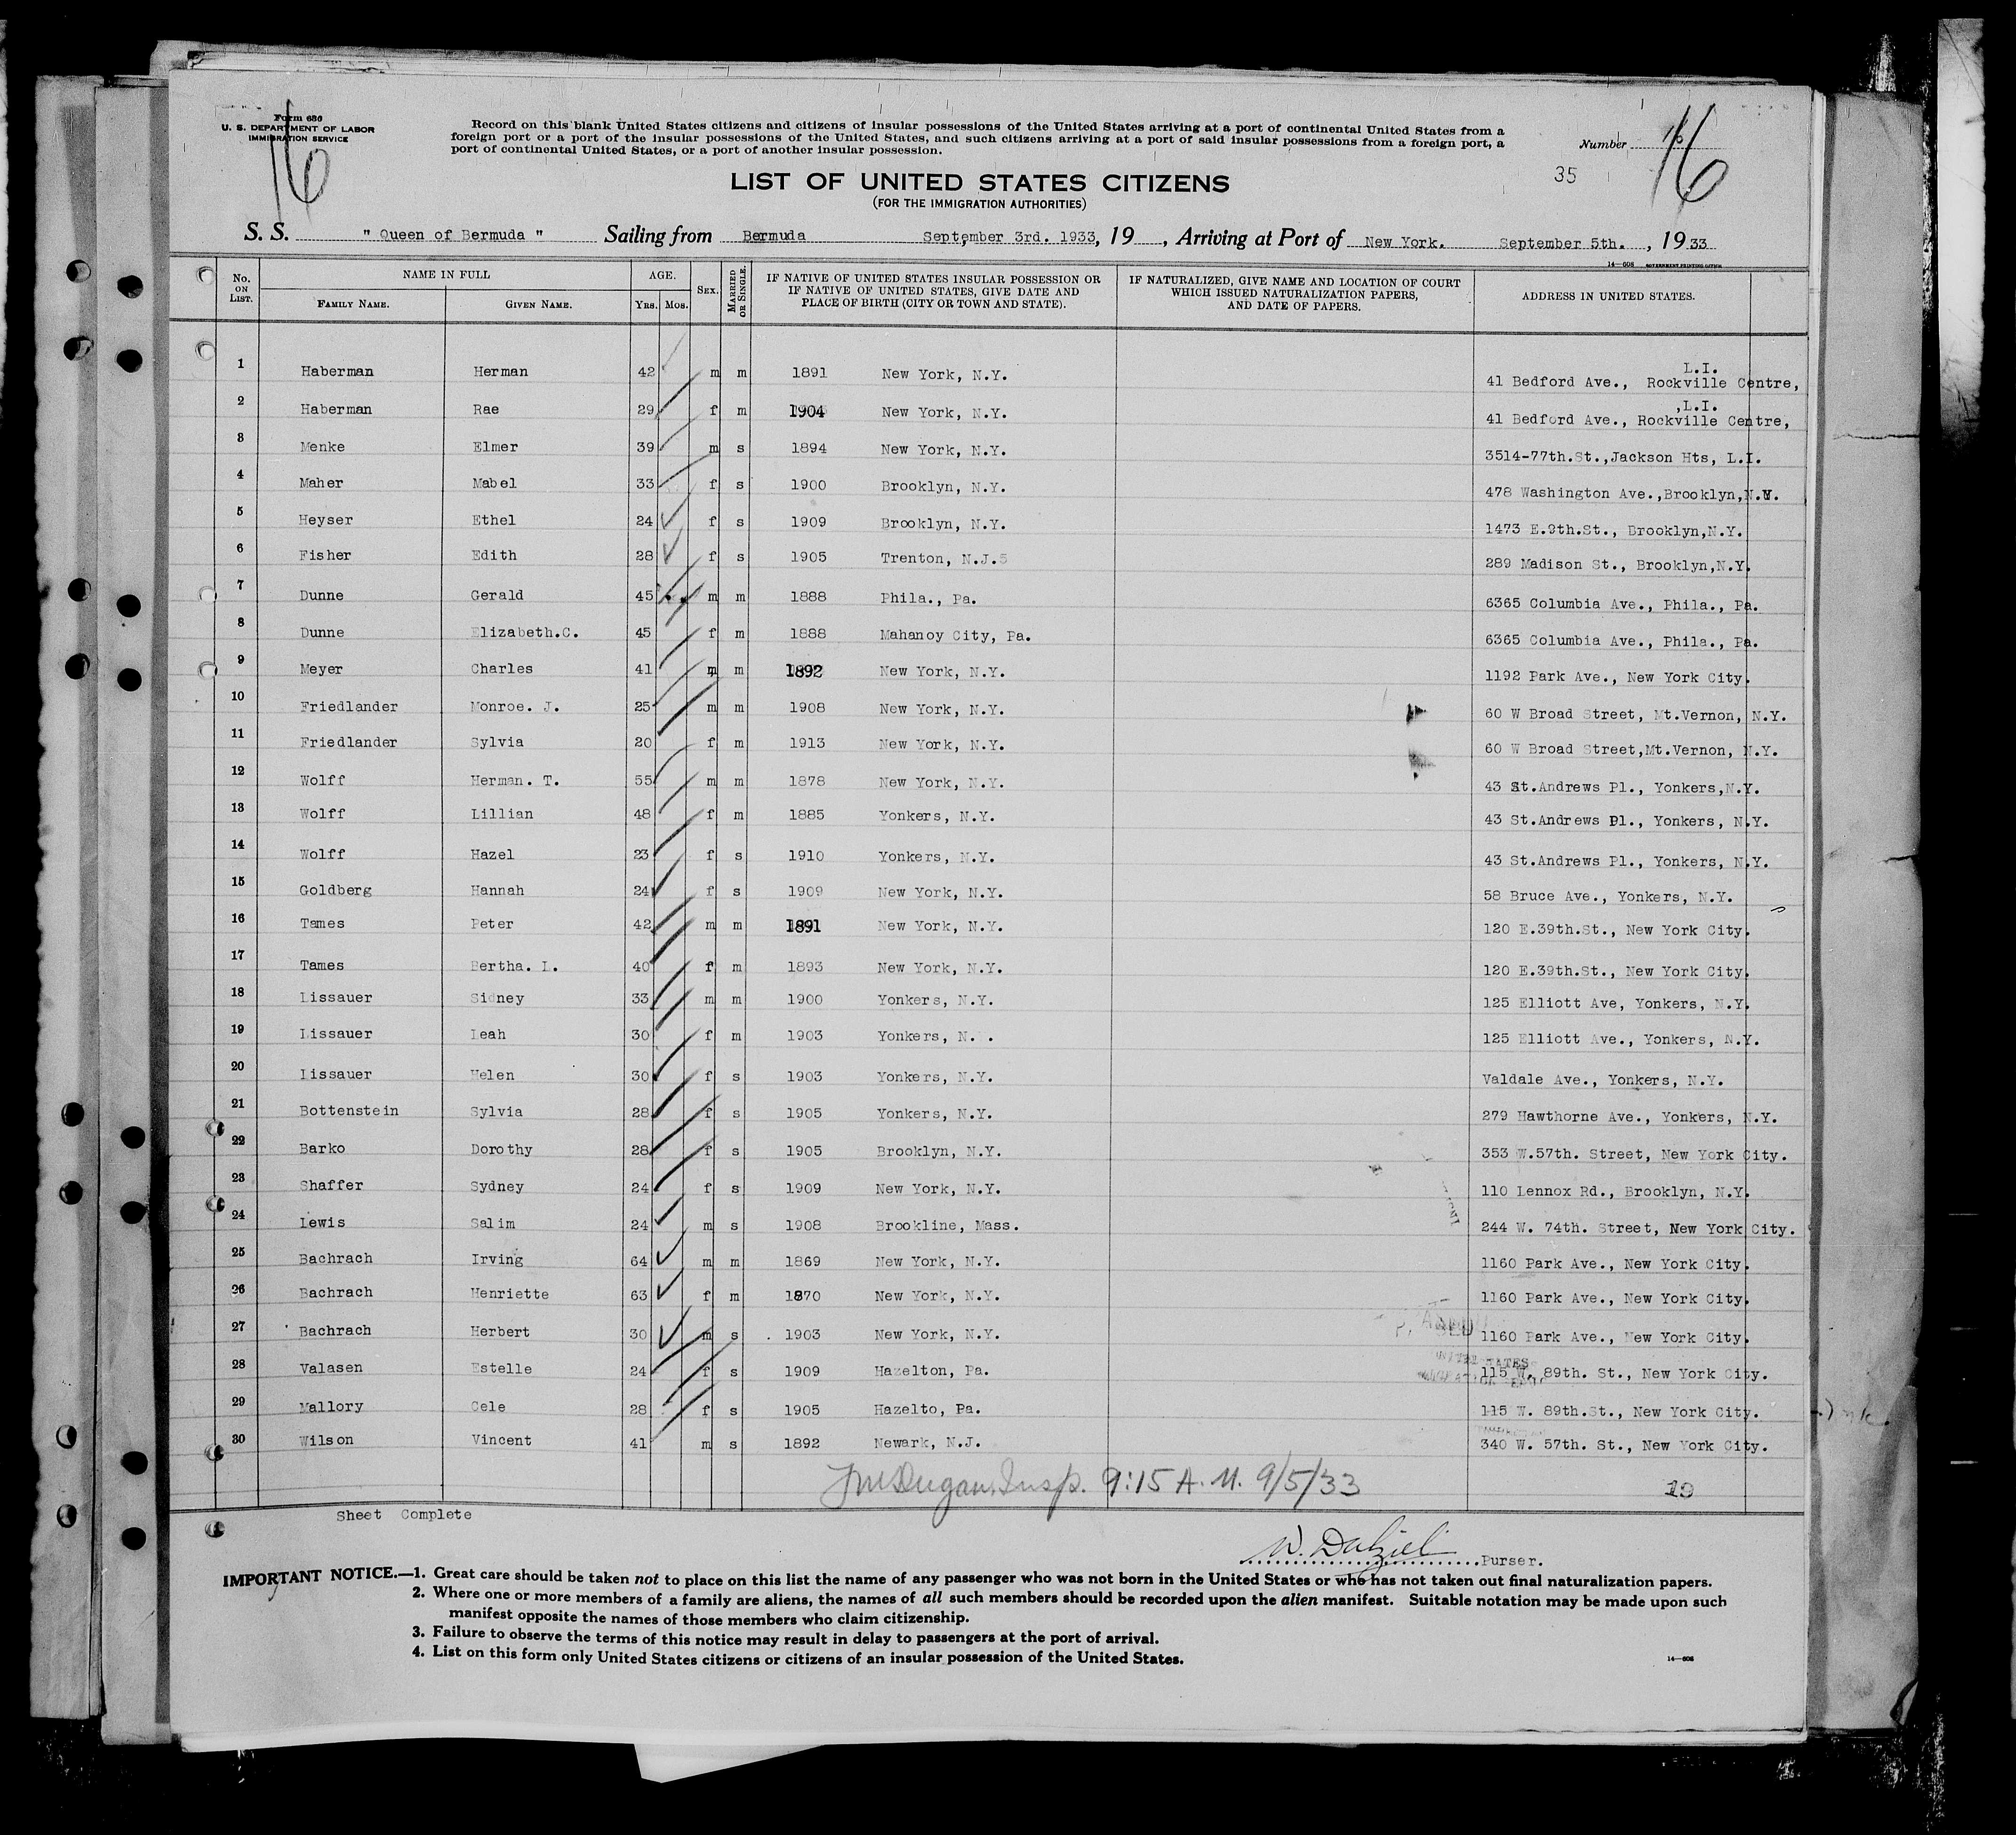 Form 630
U. S. DEPARTMENT OF LABOR
IMMIGRATION SERVICE
16
Record on this blank United States citizens and citizens of insular possessions of the United States arriving at a port of continental United States from a
foreign port or a port of the insular possessions of the United States, and such citizens arriving at a port of said insular possessions from a foreign port, a
port of continental United States, or a port of another insular possession.
Number 16
35
16
LIST OF UNITED STATES CITIZENS
(FOR THE IMMIGRATION AUTHORITIES)
S. S. " Queen of Bermuda " Sailing from Bermuda September 3rd. 1933, 19 , Arriving at Port of New York. September 5th. , 1933
14—606 GOVERNMENT PRINTING OFFICE
No. ON LIST.
NAME IN FULL
FAMILY NAME. GIVEN NAME.
AGE.
Yrs. Mos.
SEX.
MARRIED OR SINGLE.
IF NATIVE OF UNITED STATES INSULAR POSSESSION OR
IF NATIVE OF UNITED STATES, GIVE DATE AND
PLACE OF BIRTH (CITY OR TOWN AND STATE).
IF NATURALIZED, GIVE NAME AND LOCATION OF COURT
WHICH ISSUED NATURALIZATION PAPERS,
AND DATE OF PAPERS.
ADDRESS IN UNITED STATES.
1 Haberman Herman 42 m m 1891 New York, N.Y. 41 Bedford Ave., Rockville Centre, L.I.
2 Haberman Rae 29 f m 1904 New York, N.Y. 41 Bedford Ave., Rockville Centre, ,L.I.
3 Menke Elmer 39 m s 1894 New York, N.Y. 3514-77th.St.,Jackson Hts, L.I.
4 Maher Mabel 33 f s 1900 Brooklyn, N.Y. 478 Washington Ave.,Brooklyn,N.Y.
5 Heyser Ethel 24 f s 1909 Brooklyn, N.Y. 1473 E.9th.St., Brooklyn,N.Y.
6 Fisher Edith 28 f s 1905 Trenton, N.J.5 289 Madison St., Brooklyn,N.Y.
7 Dunne Gerald 45 m m 1888 Phila., Pa. 6365 Columbia Ave., Phila., Pa.
8 Dunne Elizabeth.C. 45 f m 1888 Mahanoy City, Pa. 6365 Columbia Ave., Phila., Pa.
9 Meyer Charles 41 m m 1892 New York, N.Y. 1192 Park Ave., New York City.
10 Friedlander Monroe. J. 25 m m 1908 New York, N.Y. 60 W Broad Street, Mt.Vernon, N.Y.
11 Friedlander Sylvia 20 f m 1913 New York, N.Y. 60 W Broad Street,Mt.Vernon, N.Y.
12 Wolff Herman. T. 55 m m 1878 New York, N.Y. 43 St.Andrews Pl., Yonkers,N.Y.
13 Wolff Lillian 48 f m 1885 Yonkers, N.Y. 43 St.Andrews Pl., Yonkers, N.Y.
14 Wolff Hazel 23 f s 1910 Yonkers, N.Y. 43 St.Andrews Pl., Yonkers, N.Y.
15 Goldberg Hannah 24 f s 1909 New York, N.Y. 58 Bruce Ave., Yonkers, N.Y.
16 Tames Peter 42 m m 1891 New York, N.Y. 120 E.39th.St., New York City.
17 Tames Bertha. L. 40 f m 1893 New York, N.Y. 120 E.39th.St., New York City.
18 Lissauer Sidney 33 m m 1900 Yonkers, N.Y. 125 Elliott Ave, Yonkers, N.Y.
19 Lissauer Leah 30 f m 1903 Yonkers, N. . 125 Elliott Ave., Yonkers, N.Y.
20 Lissauer Helen 30 f s 1903 Yonkers, N.Y. Valdale Ave., Yonkers, N.Y.
21 Bottenstein Sylvia 28 f s 1905 Yonkers, N.Y. 279 Hawthorne Ave., Yonkers, N.Y.
22 Barko Dorothy 28 f s 1905 Brooklyn, N.Y. 353 W.57th. Street, New York City.
23 Shaffer Sydney 24 f s 1909 New York, N.Y. 110 Lennox Rd., Brooklyn, N.Y.
24 Lewis Salim 24 m s 1908 Brookline, Mass. 244 W. 74th. Street, New York City.
25 Bachrach Irving 64 m m 1869 New York, N.Y. 1160 Park Ave., New York City.
26 Bachrach Henriette 63 f m 1870 New York, N.Y. 1160 Park Ave., New York City.
27 Bachrach Herbert 30 m s 1903 New York, N.Y. 1160 Park Ave., New York City.
28 Valasen Estelle 24 f s 1909 Hazelton, Pa. 115 W. 89th. St., New York City.
29 Mallory Cele 28 f s 1905 Hazelto, Pa. 115 W. 89th.St., New York City.
30 Wilson Vincent 41 m s 1892 Newark, N.J. 340 W. 57th. St., New York City.
Insp. 9:15 A.M. 9/5/33
19
Sheet Complete
W. Dalziel Purser.
IMPORTANT NOTICE.—1. Great care should be taken not to place on this list the name of any passenger who was not born in the United States or who has not taken out final naturalization papers.
2. Where one or more members of a family are aliens, the names of all such members should be recorded upon the alien manifest. Suitable notation may be made upon such
manifest opposite the names of those members who claim citizenship.
3. Failure to observe the terms of this notice may result in delay to passengers at the port of arrival.
4. List on this form only United States citizens or citizens of an insular possession of the United States.
14—606